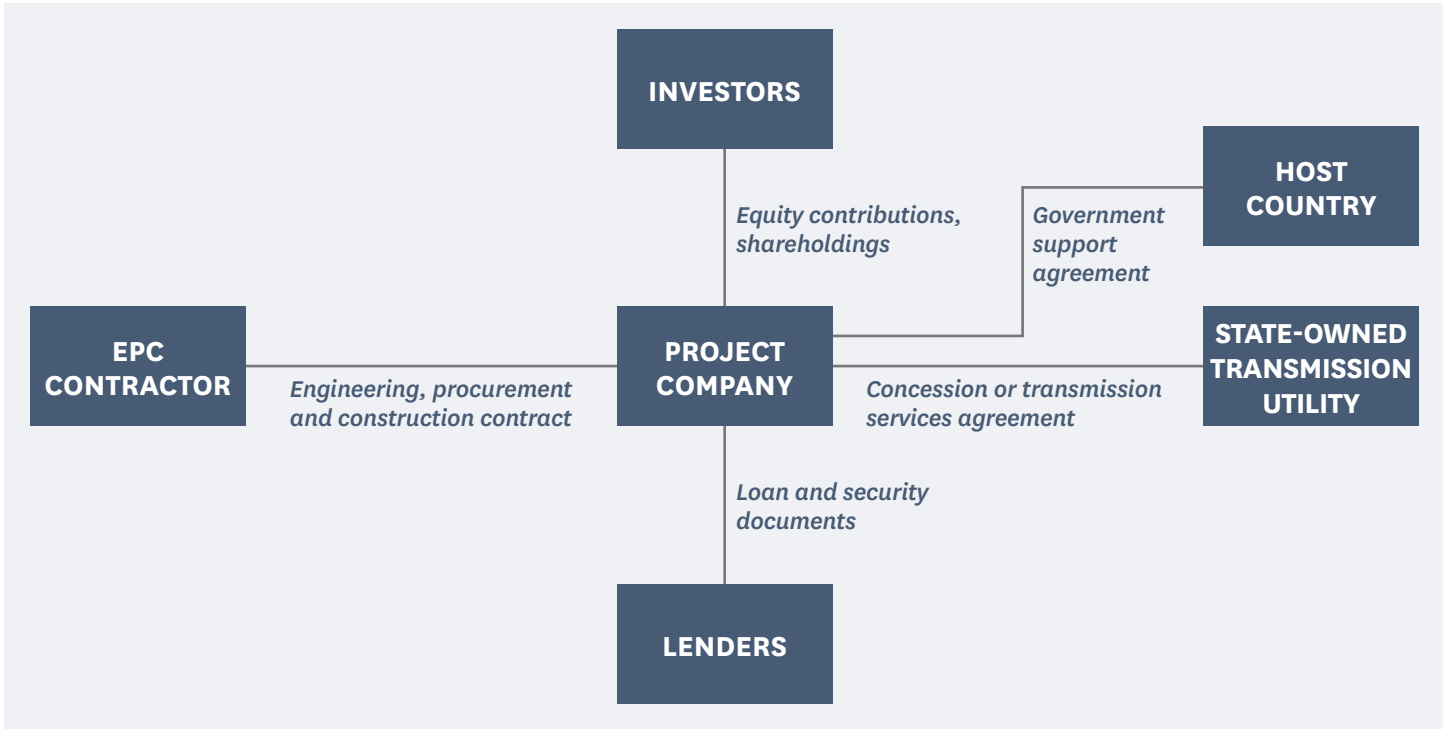 INVESTORS
HOST
COUNTRY
Equity contributions,
shareholdings
Government
support
agreement
EPC
CONTRACTOR
PROJECT
COMPANY
STATE-OWNED
TRANSMISSION
UTILITY
Engineering, procurement
and construction contract
Concession or transmission
services agreement
Loan and security
documents
LENDERS